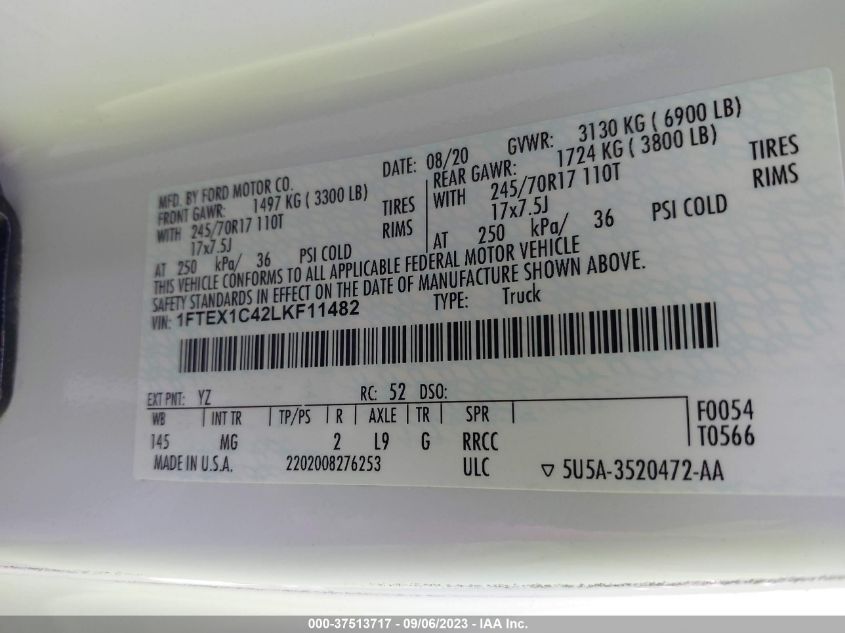 MFD. BY FORD MOTOR CO. DATE: 08/20 GVWR: 3130 KG ( 6900 LB)
FRONT GAWR: 1497 KG ( 3300 LB) REAR GAWR: 1724 KG ( 3800 LB)
WITH 245/70R17 110T TIRES WITH 245/70R17 110T TIRES
17x7.5J RIMS 17x7.5J RIMS
AT 250 kPa/ 36 PSI COLD AT 250 kPa/ 36 PSI COLD
THIS VEHICLE CONFORMS TO ALL APPLICABLE FEDERAL MOTOR VEHICLE
SAFETY STANDARDS IN EFFECT ON THE DATE OF MANUFACTURE SHOWN ABOVE.
VIN: 1FTEX1C42LKF11482 TYPE: Truck
EXT PNT: YZ RC: 52 DSO:
WB INT TR TP/PS R AXLE TR SPR F0054
145 MG 2 L9 G RRCC T0566
MADE IN U.S.A. 2202008276253 ULC ▽ 5U5A-3520472-AA
000-37513717 - 09/06/2023 - IAA Inc.